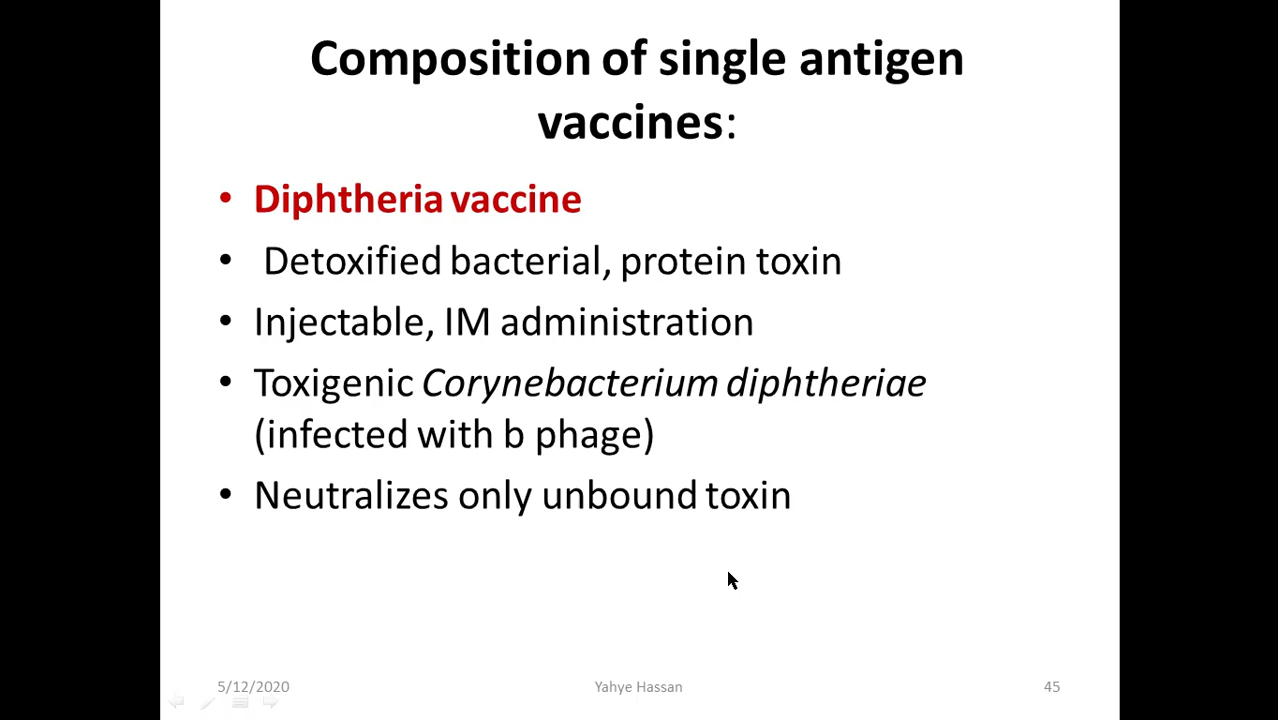 Composition of single antigen
vaccines:
• Diphtheria vaccine
• Detoxified bacterial, protein toxin
• Injectable, IM administration
• Toxigenic Corynebacterium diphtheriae
(infected with b phage)
• Neutralizes only unbound toxin
5/12/2020 Yahye Hassan 45